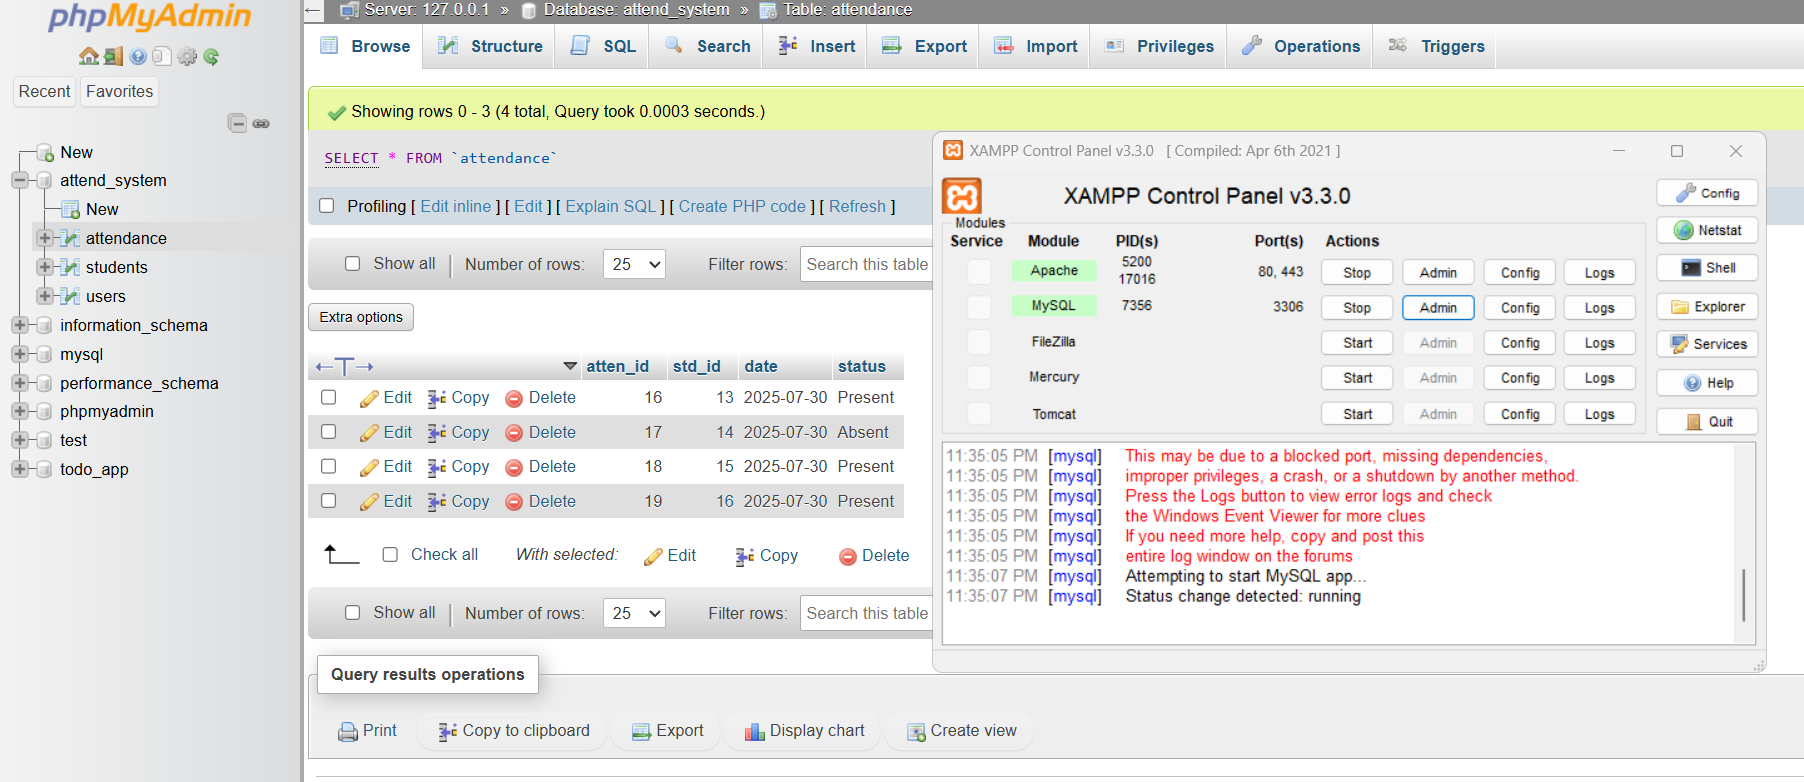 phpMyAdmin
Recent Favorites
New
attend_system
New
attendance
students
users
information_schema
mysql
performance_schema
phpmyadmin
test
todo_app
← Server: 127.0.0.1 » Database: attend_system » Table: attendance
Browse Structure SQL Search Insert Export Import Privileges Operations Triggers
Showing rows 0 - 3 (4 total, Query took 0.0003 seconds.)
SELECT * FROM `attendance`
Profiling [ Edit inline ] [ Edit ] [ Explain SQL ] [ Create PHP code ] [ Refresh ]
Show all Number of rows: 25 Filter rows: Search this table
Extra options
←T→ atten_id std_id date status
Edit Copy Delete 16 13 2025-07-30 Present
Edit Copy Delete 17 14 2025-07-30 Absent
Edit Copy Delete 18 15 2025-07-30 Present
Edit Copy Delete 19 16 2025-07-30 Present
Check all With selected: Edit Copy Delete
Show all Number of rows: 25 Filter rows: Search this table
Query results operations
Print Copy to clipboard Export Display chart Create view
XAMPP Control Panel v3.3.0 [ Compiled: Apr 6th 2021 ]
XAMPP Control Panel v3.3.0
Modules
Service Module PID(s) Port(s) Actions
Apache 5200 80, 443 Stop Admin Config Logs
17016
MySQL 7356 3306 Stop Admin Config Logs
FileZilla Start Admin Config Logs
Mercury Start Admin Config Logs
Tomcat Start Admin Config Logs
Config
Netstat
Shell
Explorer
Services
Help
Quit
11:35:05 PM [mysql] This may be due to a blocked port, missing dependencies,
11:35:05 PM [mysql] improper privileges, a crash, or a shutdown by another method.
11:35:05 PM [mysql] Press the Logs button to view error logs and check
11:35:05 PM [mysql] the Windows Event Viewer for more clues
11:35:05 PM [mysql] If you need more help, copy and post this
11:35:05 PM [mysql] entire log window on the forums
11:35:07 PM [mysql] Attempting to start MySQL app...
11:35:07 PM [mysql] Status change detected: running